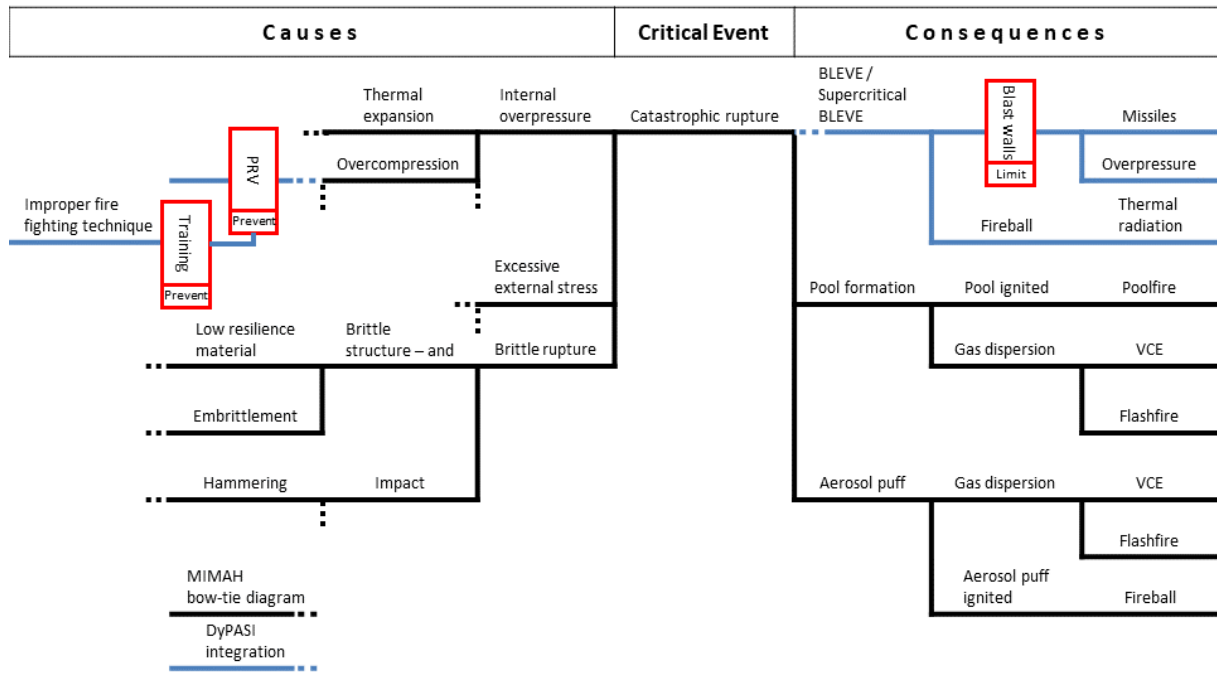 Causes
Critical Event
Consequences
Thermal
expansion
Internal
overpressure
Catastrophic rupture
BLEVE /
Supercritical
BLEVE
Blast walls
Limit
Missiles
PRV
Prevent
Overcompression
Overpressure
Improper fire
fighting technique
Training
Prevent
Fireball
Thermal
radiation
Excessive
external stress
Pool formation
Pool ignited
Poolfire
Low resilience
material
Brittle
structure – and
Brittle rupture
Gas dispersion
VCE
Embrittlement
Flashfire
Hammering
Impact
Aerosol puff
Gas dispersion
VCE
Flashfire
MIMAH
bow-tie diagram
Aerosol puff
ignited
Fireball
DyPASI
integration